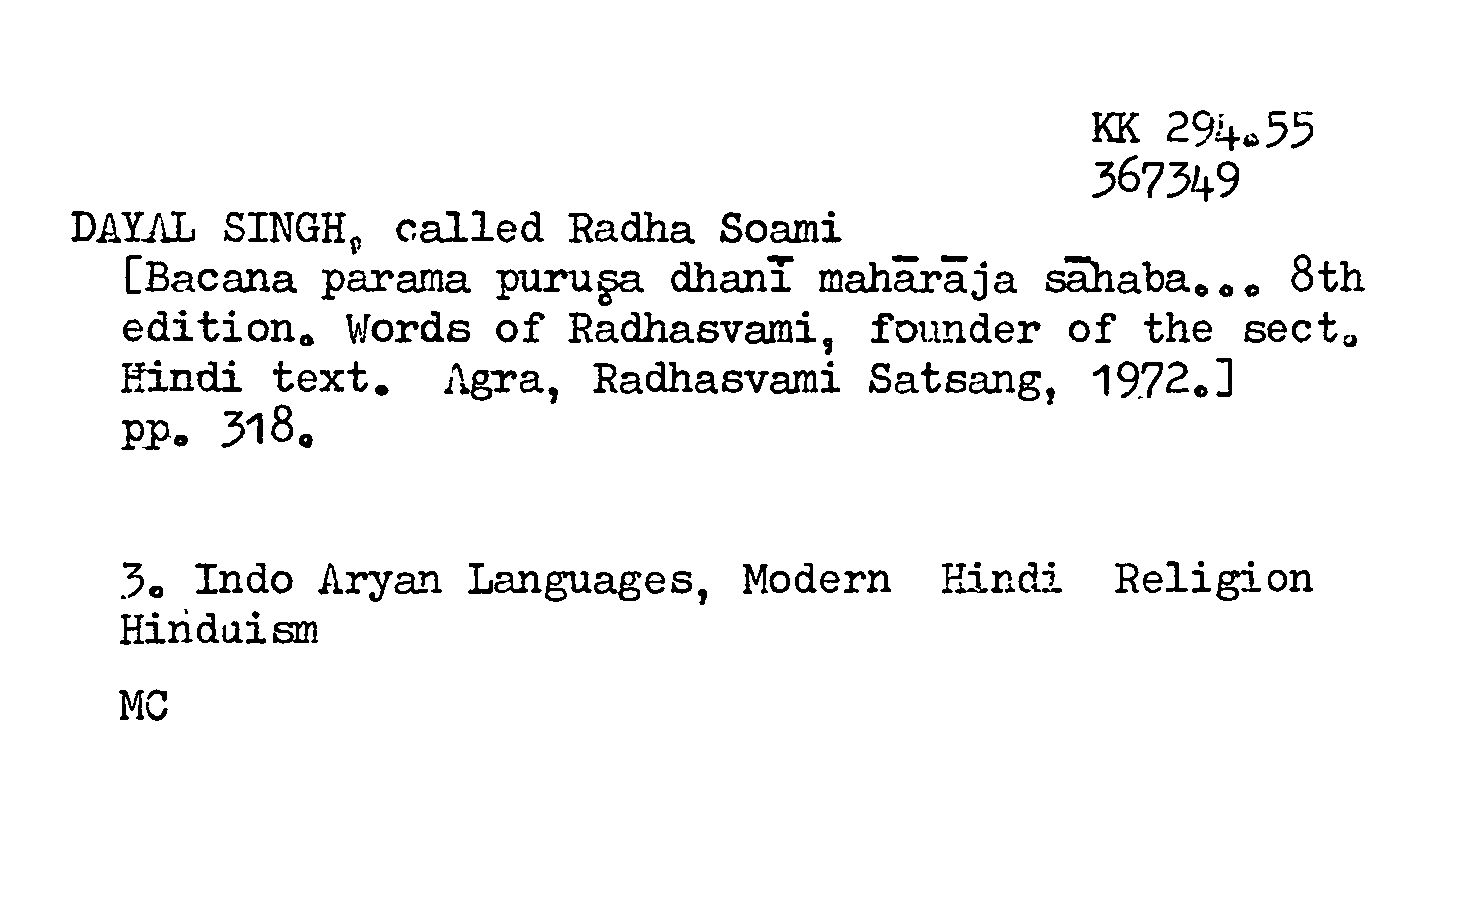 KK 294.55
367349
DAYAL SINGH, called Radha Soami
[Bacana parama puruṣa dhanī mahārāja sāhaba... 8th
edition. Words of Radhasvami, founder of the sect.
Hindi text. Agra, Radhasvami Satsang, 1972.]
pp. 318.
3. Indo Aryan Languages, Modern Hindi Religion
Hinduism
MC